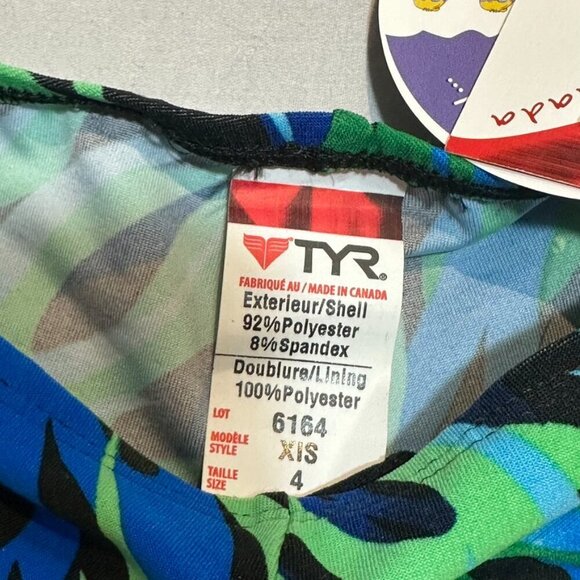 nada
TYR®
FABRIQUÉ AU / MADE IN CANADA
Exterieur/Shell
92%Polyester
8%Spandex
Doublure/Lining
100%Polyester
LOT 6164
MODÈLE
STYLE XIS
TAILLE
SIZE 4